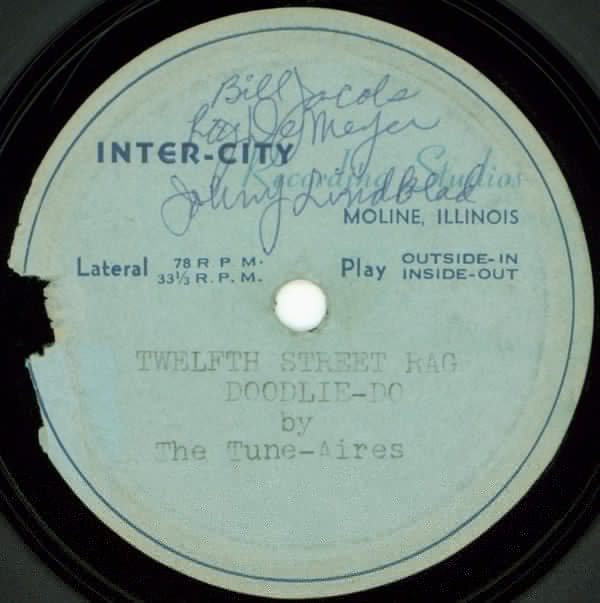 Bill Jacobs
DeMeyer
INTER-CITY
Recording Studios
Johnny Lindblad
MOLINE, ILLINOIS
Lateral 78 R. P. M.
33⅓ R. P. M.
Play OUTSIDE-IN
INSIDE-OUT
TWELFTH STREET RAG
DOODLIE-DO
by
The Tune-Aires